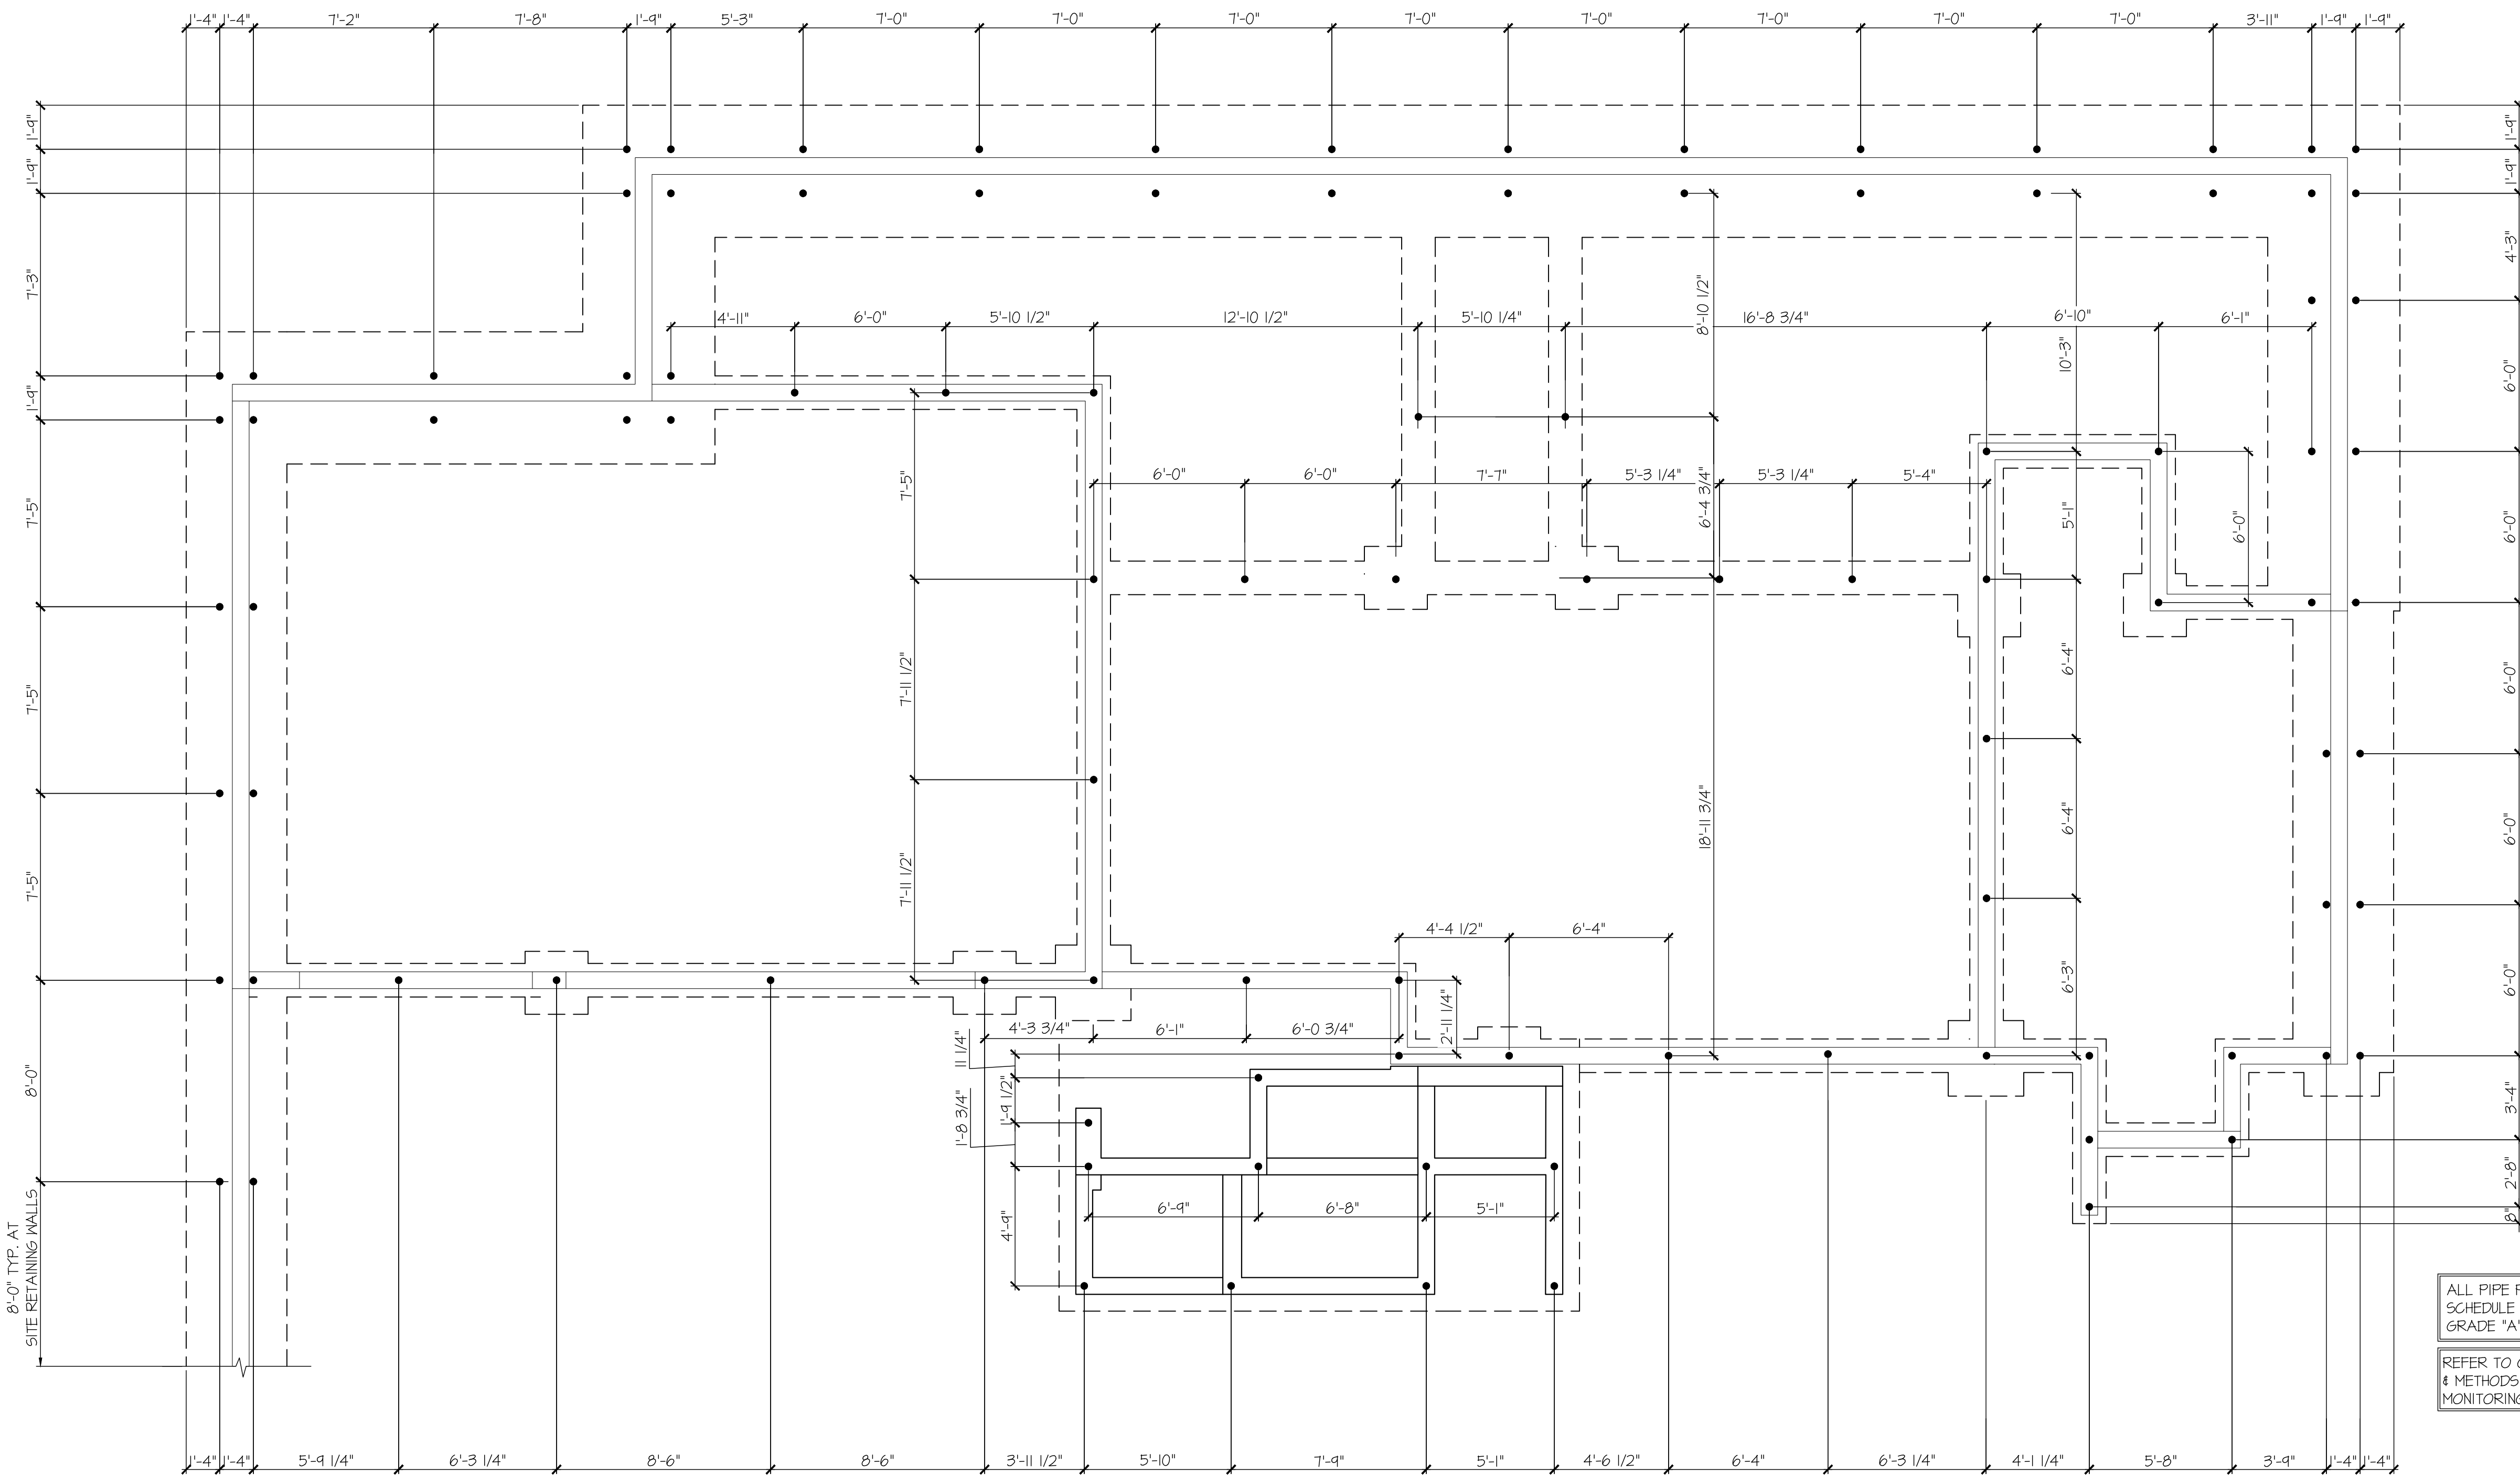 1'-4" 1'-4" 7'-2" 7'-8" 1'-9" 5'-3" 7'-0" 7'-0" 7'-0" 7'-0" 7'-0" 7'-0" 7'-0" 7'-0" 3'-11" 1'-9" 1'-9"
1'-9"
1'-9"
7'-3"
1'-9"
7'-5"
7'-5"
7'-5"
8'-0"
8'-0" TYP. AT
SITE RETAINING WALLS
4'-11" 6'-0" 5'-10 1/2" 12'-10 1/2" 5'-10 1/4" 16'-8 3/4" 6'-10" 6'-1"
8'-10 1/2"
6'-4 3/4"
18'-11 3/4"
10'-3"
5'-1"
6'-4"
6'-4"
6'-3"
6'-0"
6'-0" 6'-0" 7'-7" 5'-3 1/4" 5'-3 1/4" 5'-4"
7'-5"
7'-11 1/2"
7'-11 1/2"
4'-4 1/2" 6'-4"
2'-11 1/4"
4'-3 3/4" 6'-1" 6'-0 3/4"
11 1/4"
1'-9 1/2"
1'-8 3/4"
4'-9"
6'-9" 6'-8" 5'-1"
1'-9"
1'-9"
4'-3"
6'-0"
6'-0"
6'-0"
6'-0"
6'-0"
3'-4"
2'-8"
8"
ALL PIPE
SCHEDULE
GRADE "A"
REFER TO
& METHODS
MONITORING
1'-4" 1'-4" 5'-9 1/4" 6'-3 1/4" 8'-6" 8'-6" 3'-11 1/2" 5'-10" 7'-9" 5'-1" 4'-6 1/2" 6'-4" 6'-3 1/4" 4'-1 1/4" 5'-8" 3'-9" 1'-4" 1'-4"